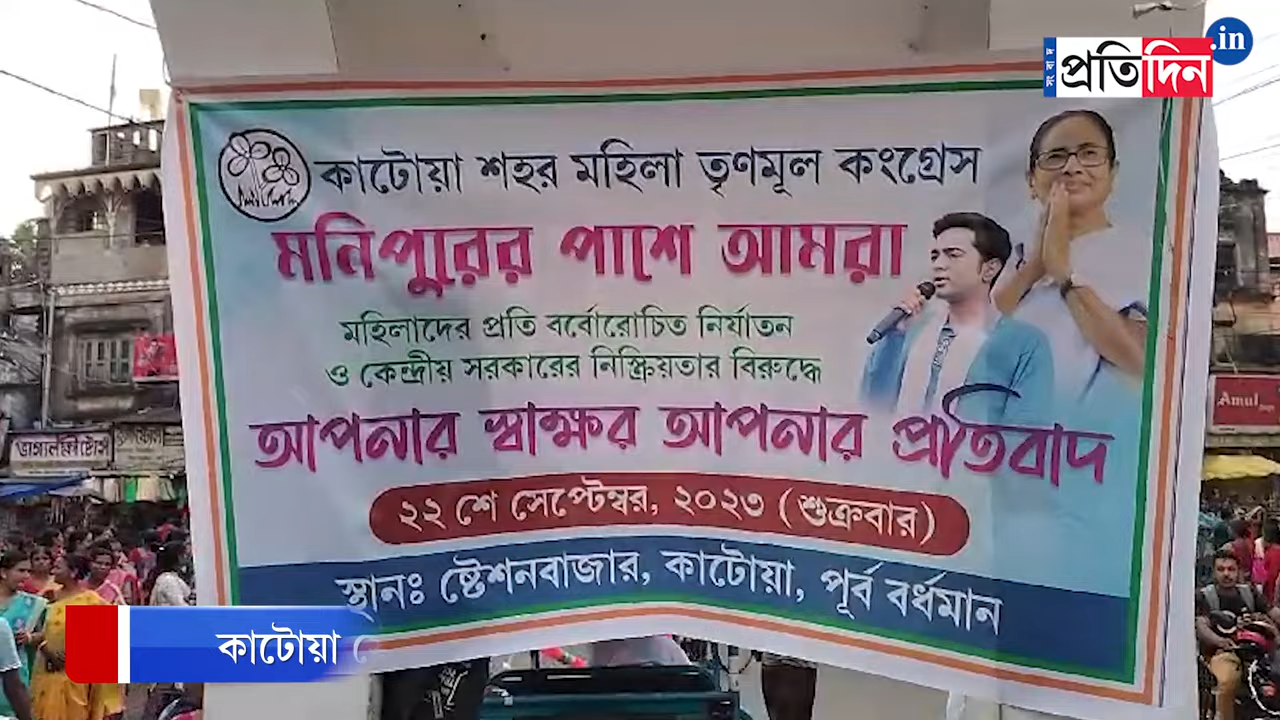 সংবাদ প্রতিদিন.in
কাটোয়া শহর মহিলা তৃণমূল কংগ্রেস
মনিপুরের পাশে আমরা
মহিলাদের প্রতি বর্বোরোচিত নির্যাতন
ও কেন্দ্রীয় সরকারের নিস্ক্রিয়তার বিরুদ্ধে
আপনার স্বাক্ষর আপনার প্রতিবাদ
২২ শে সেপ্টেম্বর, ২০২৩ (শুক্রবার)
স্থানঃ ষ্টেশনবাজার, কাটোয়া, পূর্ব বর্ধমান
Amul
কাটোয়া